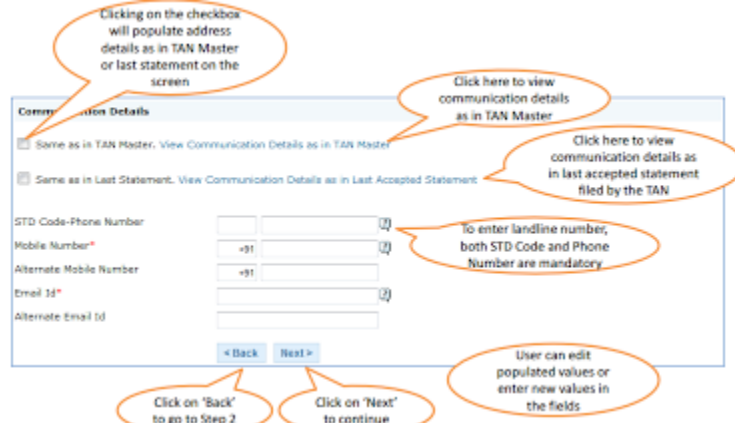 Clicking on the checkbox
will populate address
details as in TAN Master
or last statement on the
screen
Click here to view
communication details
as in TAN Master
Communication Details
Same as in TAN Master. View Communication Details as in TAN Master
Click here to view
communication details as
in last accepted statement
filed by the TAN
Same as in Last Statement. View Communication Details as in Last Accepted Statement
STD Code-Phone Number
To enter landline number,
both STD Code and Phone
Number are mandatory
Mobile Number* +91
Alternate Mobile Number +91
Email Id*
Alternate Email Id
< Back Next >
User can edit
populated values or
enter new values in
the fields
Click on 'Back'
to go to Step 2
Click on 'Next'
to continue